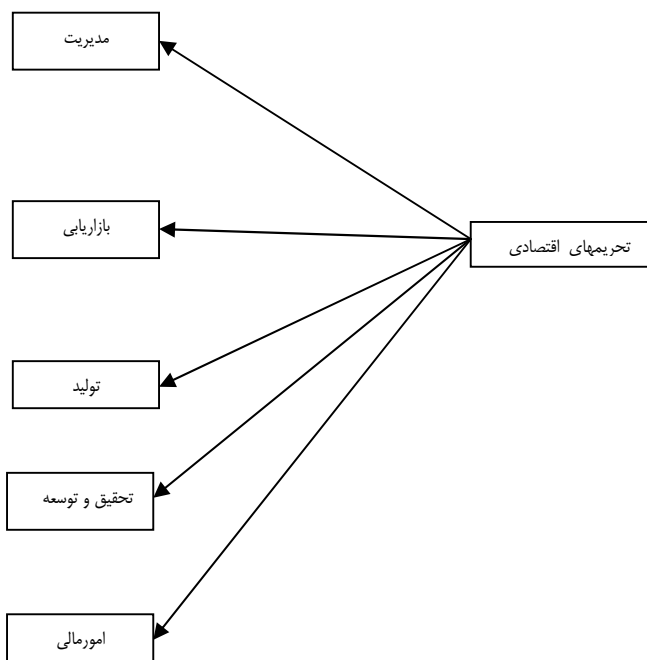 مدیریت
بازاریابی
تحریمهای اقتصادی
تولید
تحقیق و توسعه
امورمالی